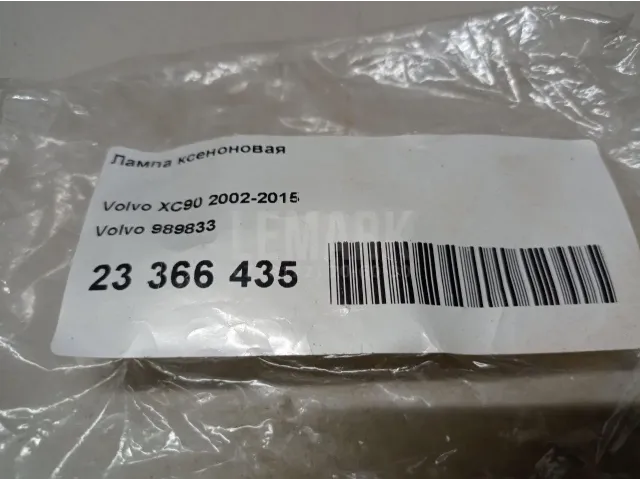 Лампа ксеноновая
Volvo XC90 2002-2015
Volvo 989833
LEMARK
23 366 435